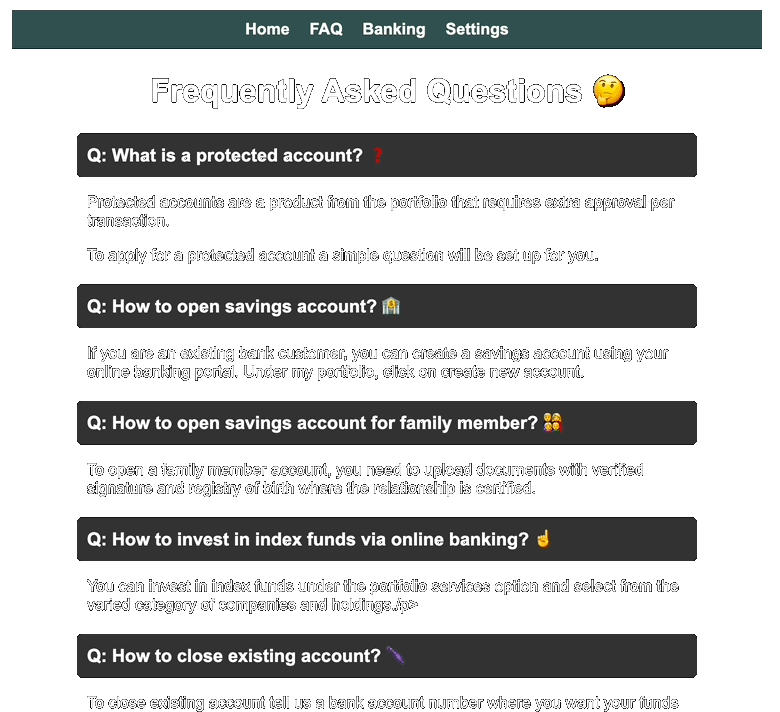 Home FAQ Banking Settings
Frequently Asked Questions 🤔
Q: What is a protected account? ❓
Protected accounts are a product from the portfolio that requires extra approval per
transaction.
To apply for a protected account a simple question will be set up for you.
Q: How to open savings account? 🏦
If you are an existing bank customer, you can create a savings account using your
online banking portal. Under my portfolio, click on create new account.
Q: How to open savings account for family member? 👨‍👩‍👧‍👦
To open a family member account, you need to upload documents with verified
signature and registry of birth where the relationship is certified.
Q: How to invest in index funds via online banking? ☝
You can invest in index funds under the portfolio services option and select from the
varied category of companies and holdings./p>
Q: How to close existing account?
To close existing account tell us a bank account number where you want your funds